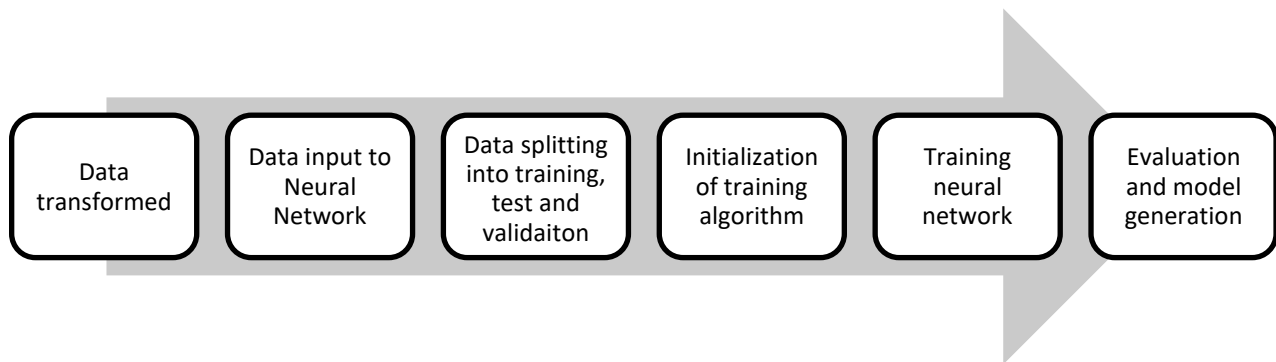 Data
transformed
Data input to
Neural
Network
Data splitting
into training,
test and
validaiton
Initialization
of training
algorithm
Training
neural
network
Evaluation
and model
generation